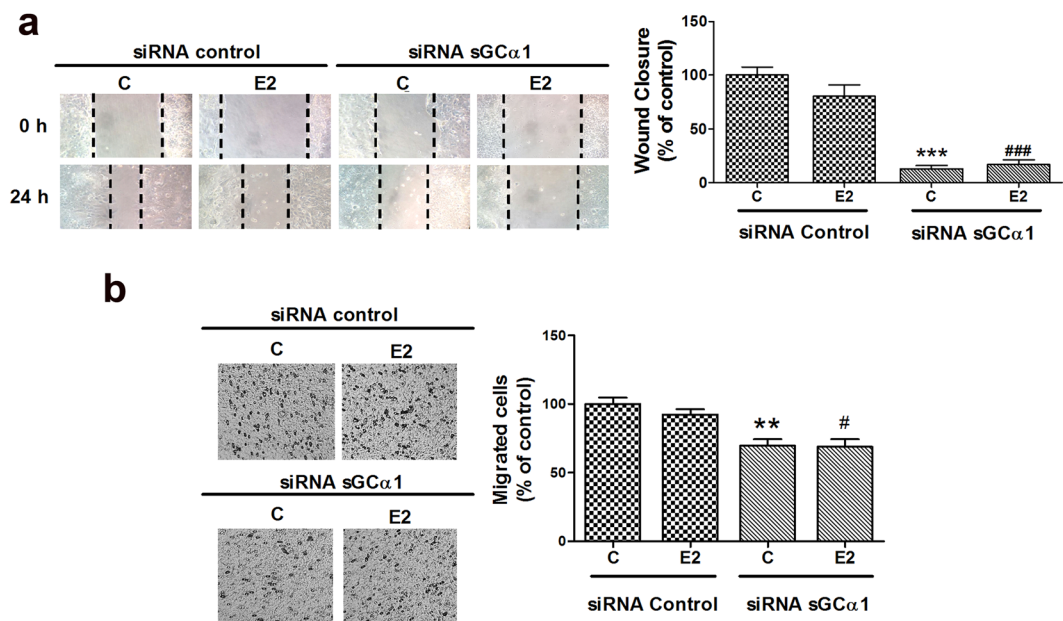 a
siRNA control
siRNA sGCα1
C
E2
C
E2
0 h
24 h
Wound Closure
(% of control)
150
100
50
0
***
###
C
E2
C
E2
siRNA Control
siRNA sGCα1
b
siRNA control
C
E2
siRNA sGCα1
C
E2
Migrated cells
(% of control)
150
100
50
0
**
#
C
E2
C
E2
siRNA Control
siRNA sGCα1